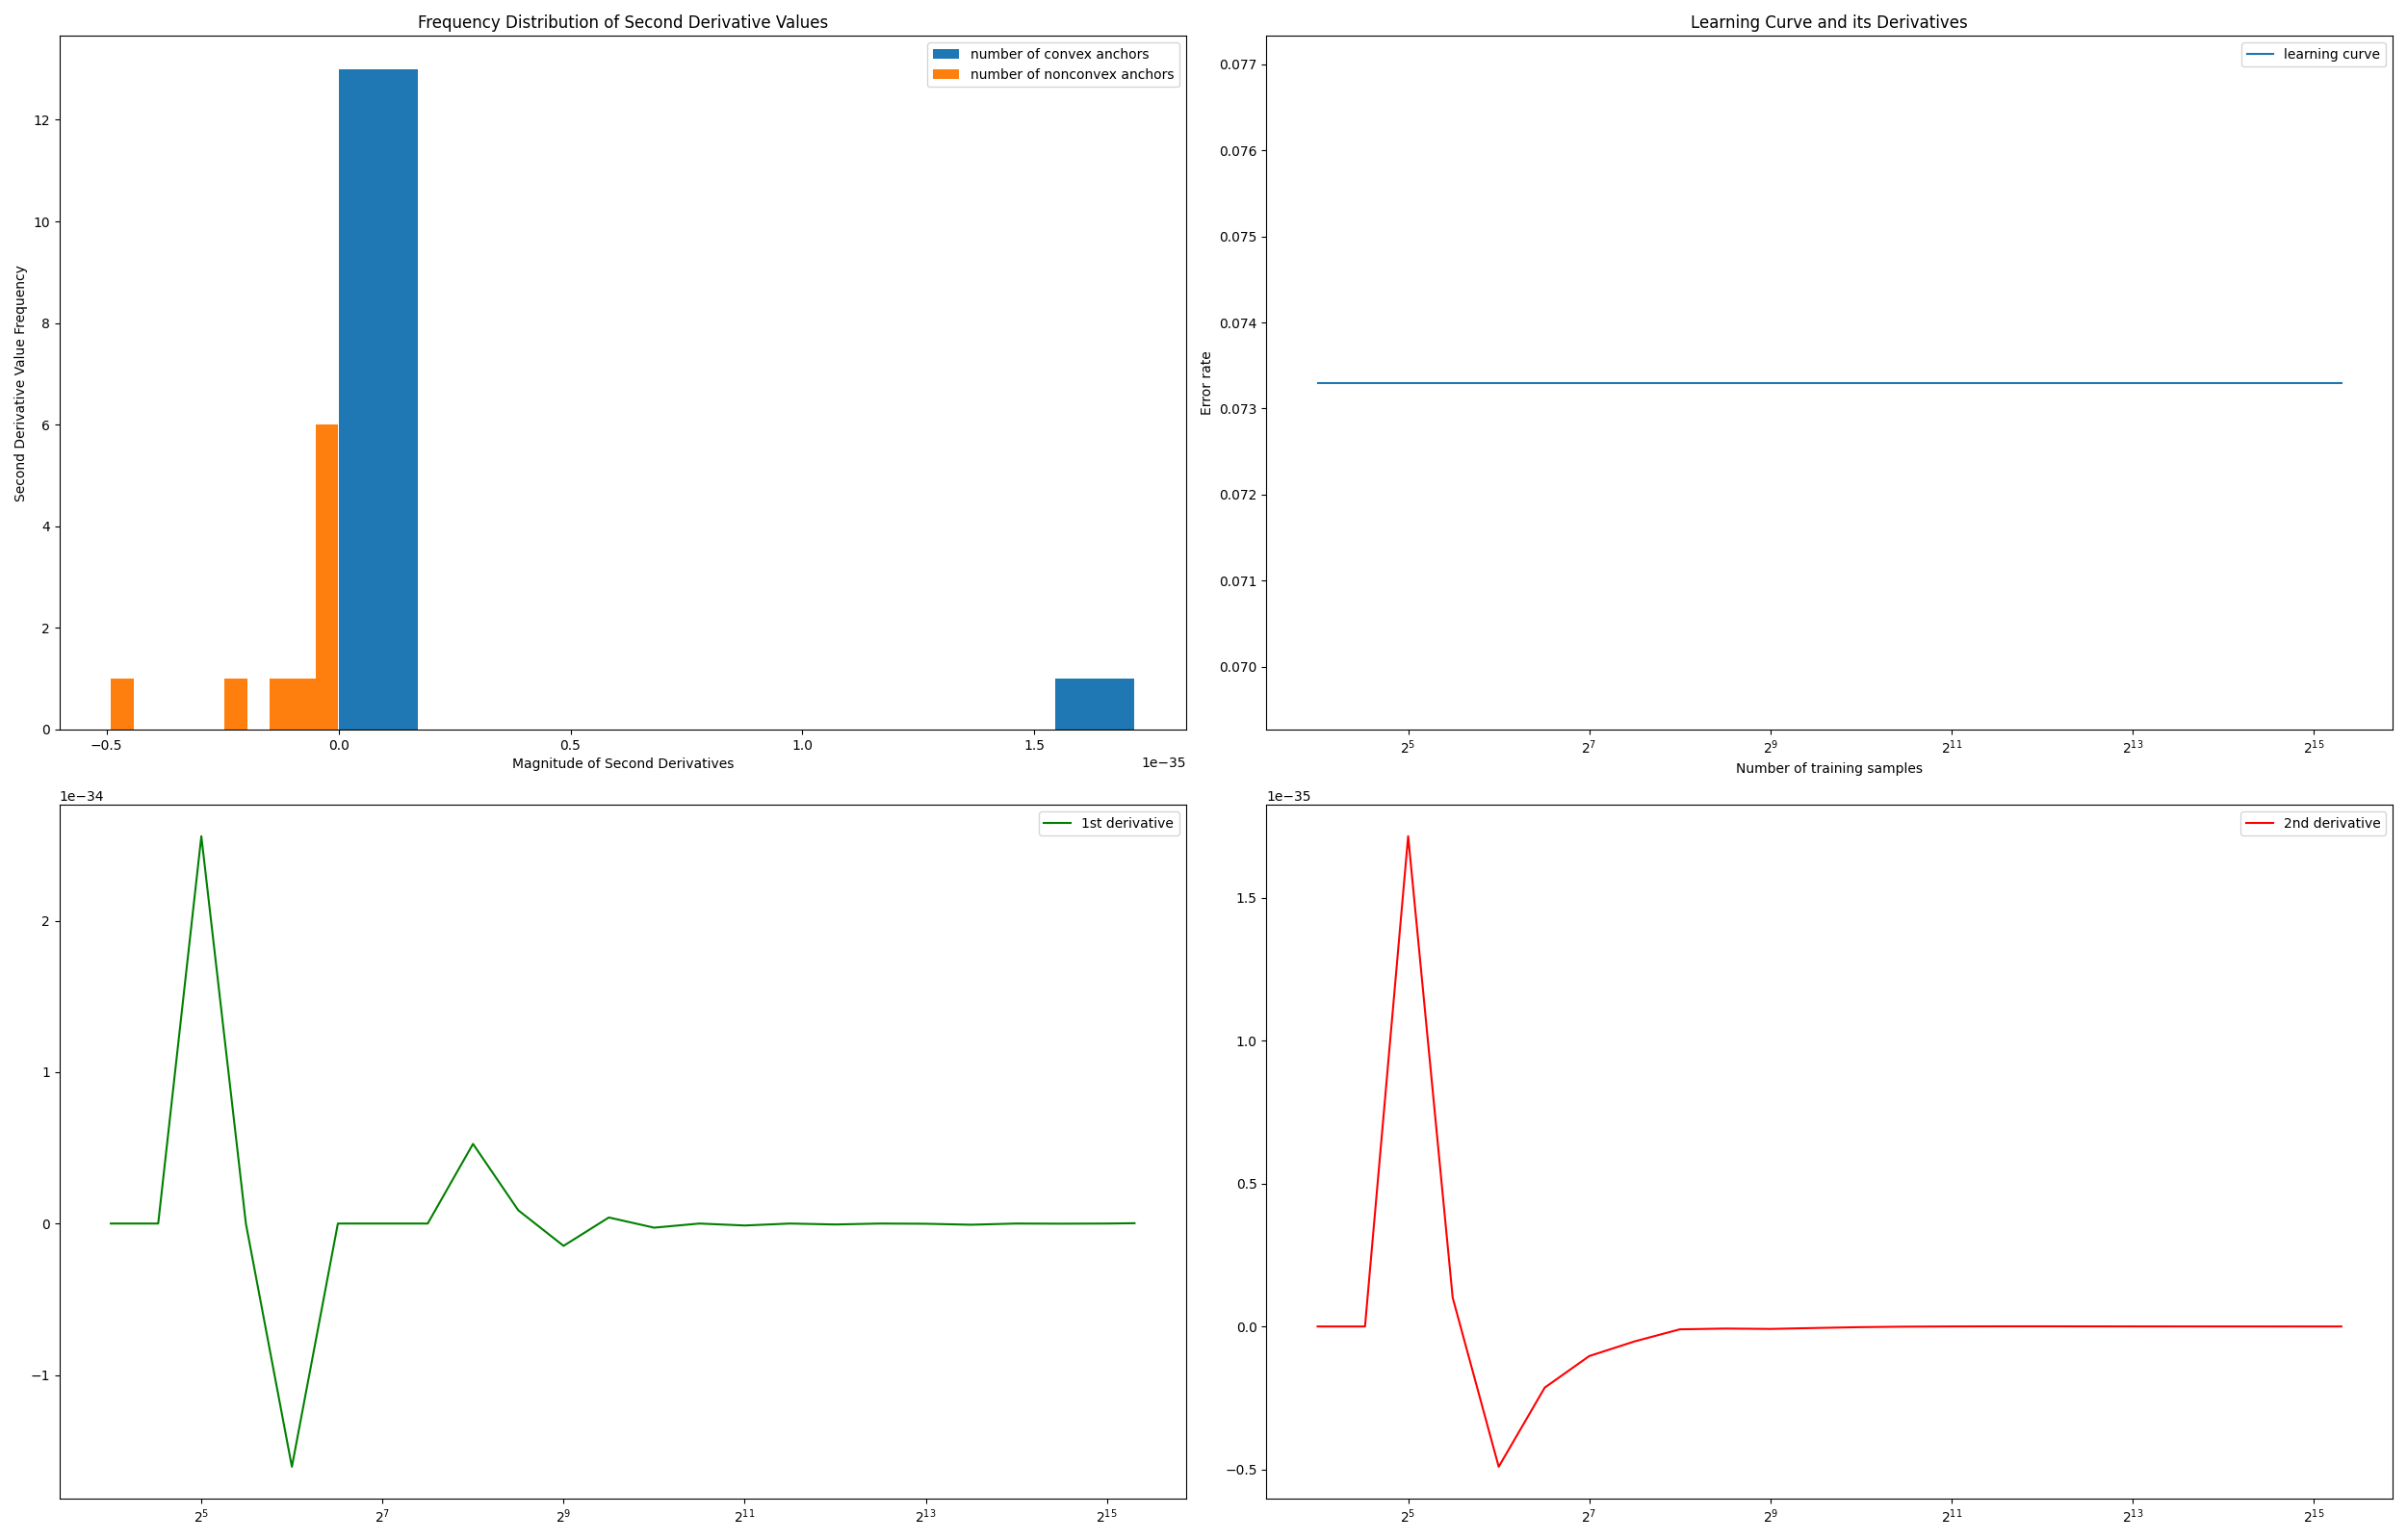 Frequency Distribution of Second Derivative Values
number of convex anchors
number of nonconvex anchors
Second Derivative Value Frequency
12
10
8
6
4
2
0
−0.5 0.0 0.5 1.0 1.5
1e−35
Magnitude of Second Derivatives
Learning Curve and its Derivatives
learning curve
Error rate
0.077
0.076
0.075
0.074
0.073
0.072
0.071
0.070
2^5 2^7 2^9 2^11 2^13 2^15
Number of training samples
1e−34
1st derivative
2
1
0
−1
2^5 2^7 2^9 2^11 2^13 2^15
1e−35
2nd derivative
1.5
1.0
0.5
0.0
−0.5
2^5 2^7 2^9 2^11 2^13 2^15